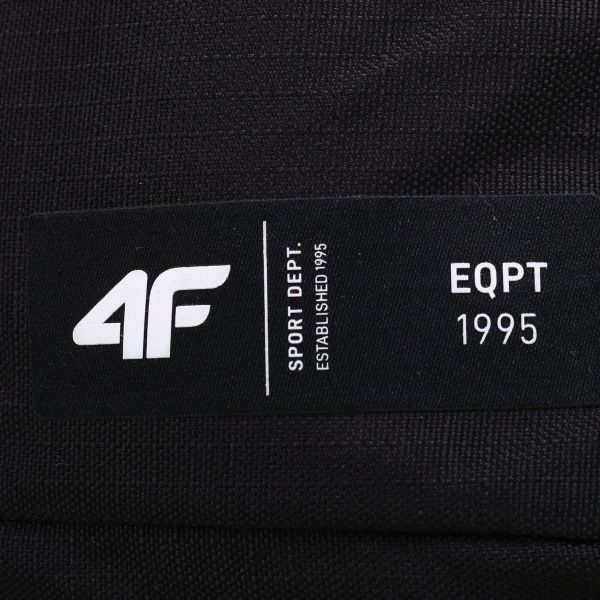 4F
SPORT DEPT.
ESTABLISHED 1995
EQPT
1995